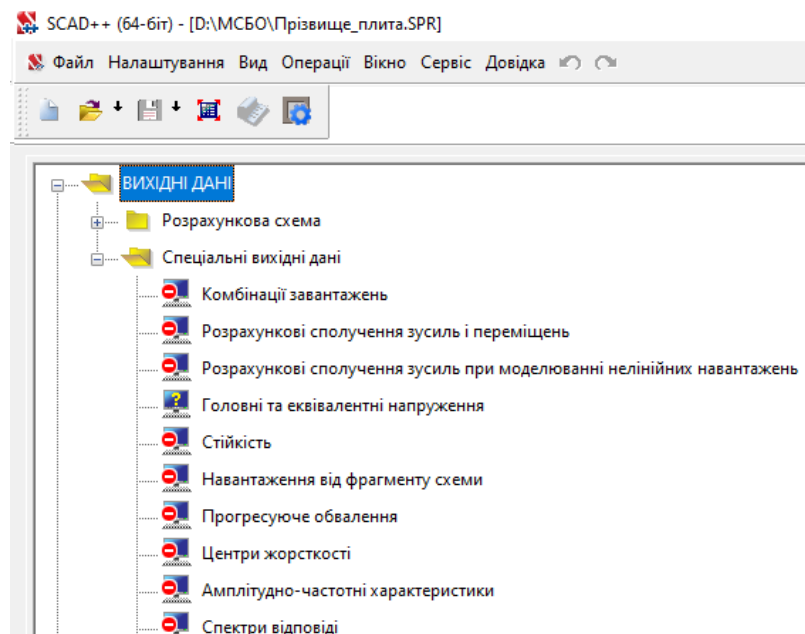 SCAD++ (64-біт) - [D:\МСБО\Прізвище_плита.SPR]
Файл Налаштування Вид Операції Вікно Сервіс Довідка
ВИХІДНІ ДАНІ
Розрахункова схема
Спеціальні вихідні дані
Комбінації завантажень
Розрахункові сполучення зусиль і переміщень
Розрахункові сполучення зусиль при моделюванні нелінійних навантажень
Головні та еквівалентні напруження
Стійкість
Навантаження від фрагменту схеми
Прогресуюче обвалення
Центри жорсткості
Амплітудно-частотні характеристики
Спектри відповіді